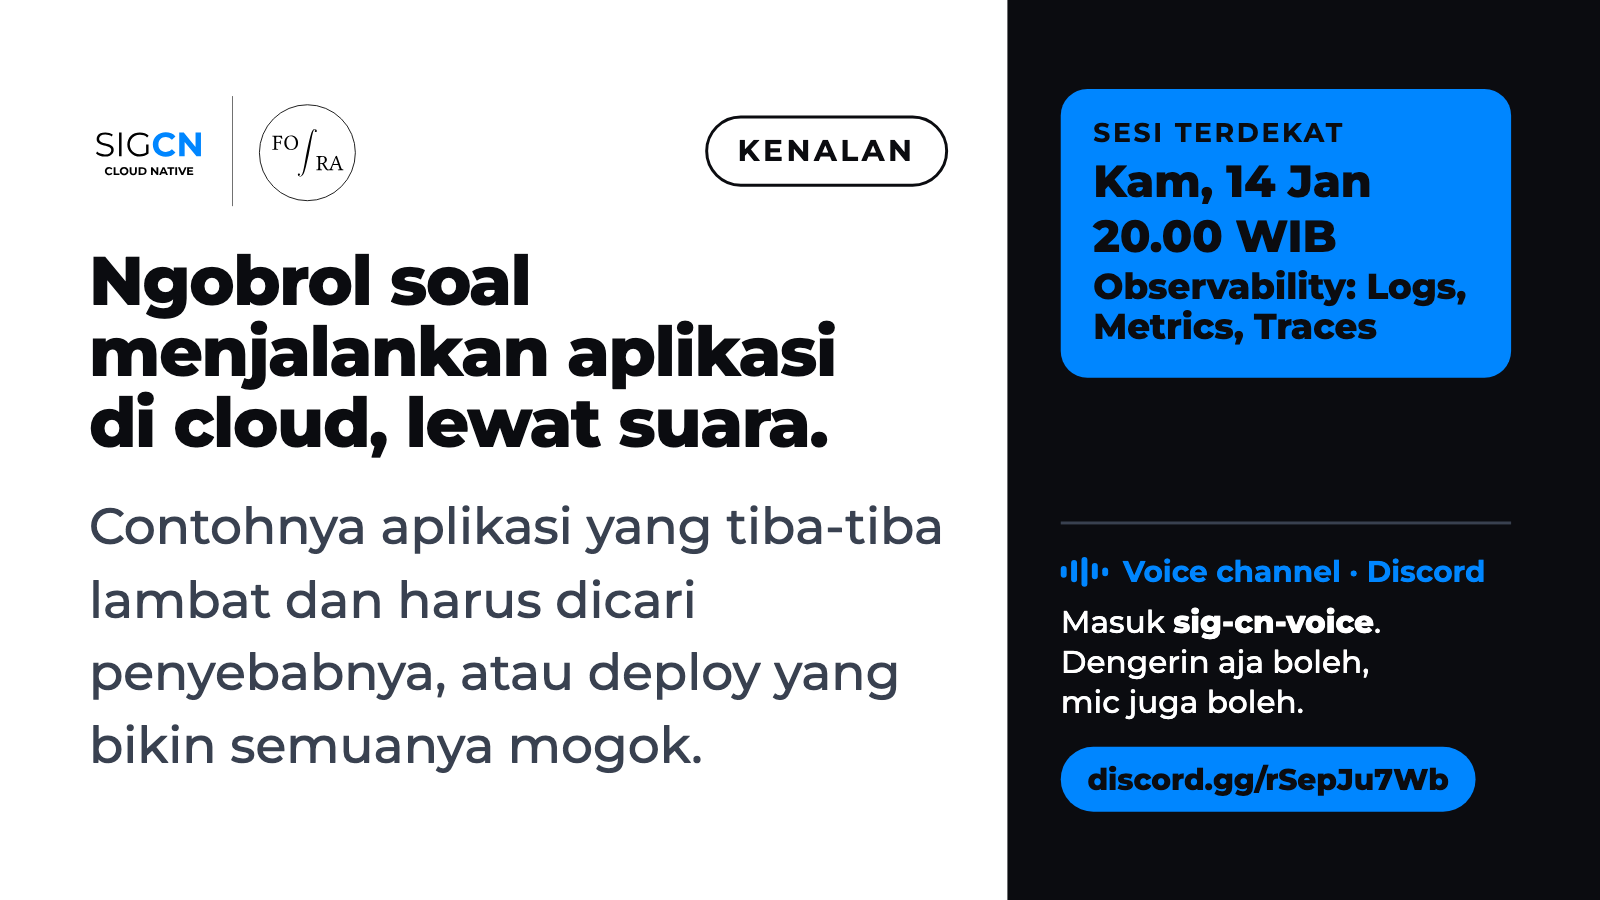 SIGCN
CLOUD NATIVE
FO RA
KENALAN
Ngobrol soal
menjalankan aplikasi
di cloud, lewat suara.
Contohnya aplikasi yang tiba-tiba
lambat dan harus dicari
penyebabnya, atau deploy yang
bikin semuanya mogok.
SESI TERDEKAT
Kam, 14 Jan
20.00 WIB
Observability: Logs,
Metrics, Traces
Voice channel · Discord
Masuk sig-cn-voice.
Dengerin aja boleh,
mic juga boleh.
discord.gg/rSepJu7Wb